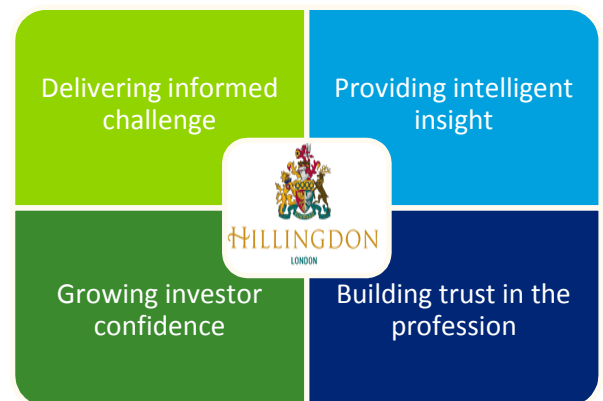 Delivering informed
challenge
Providing intelligent
insight
HILLINGDON
LONDON
Growing investor
confidence
Building trust in the
profession